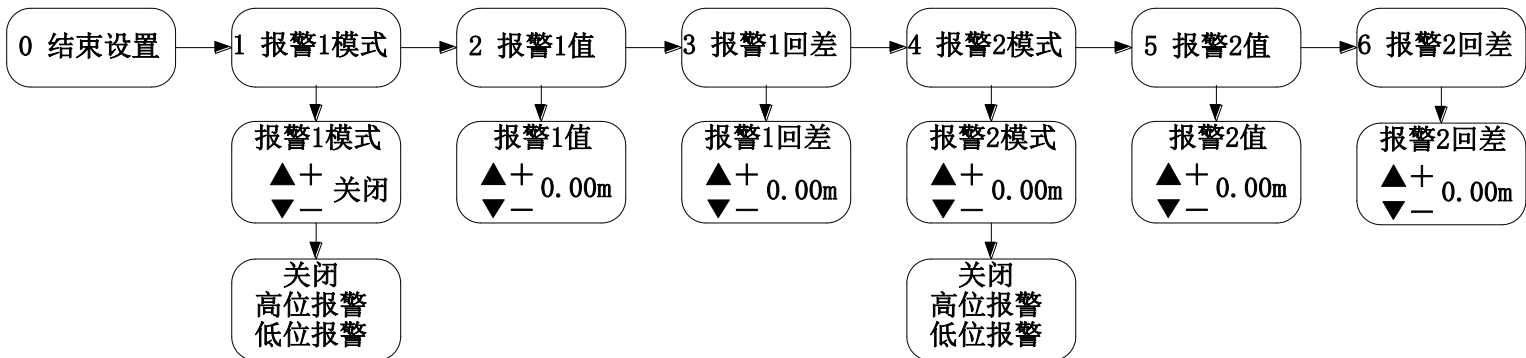 0 结束设置
1 报警1模式
2 报警1值
3 报警1回差
4 报警2模式
5 报警2值
6 报警2回差
报警1模式
▲+
关闭
▼-
报警1值
▲+
0.00m
▼-
报警1回差
▲+
0.00m
▼-
报警2模式
▲+
0.00m
▼-
报警2值
▲+
0.00m
▼-
报警2回差
▲+
0.00m
▼-
关闭
高位报警
低位报警
关闭
高位报警
低位报警